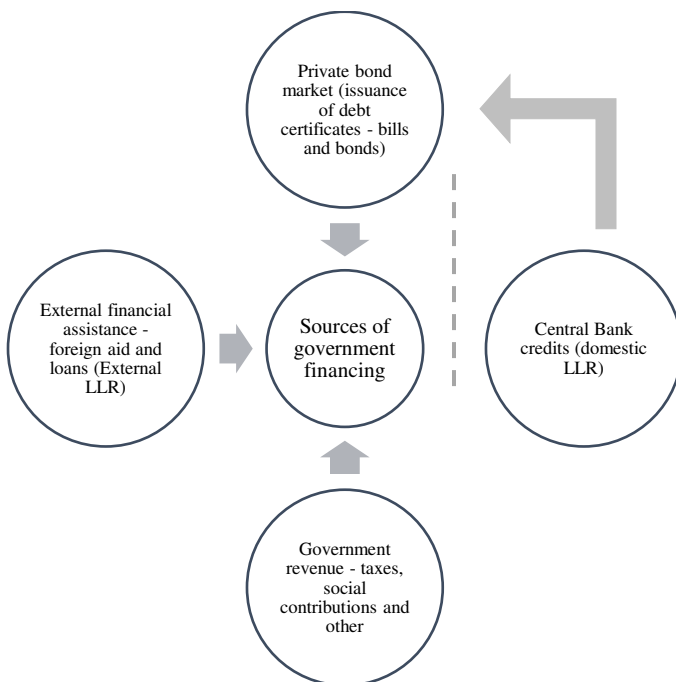 Private bond
market (issuance
of debt
certificates - bills
and bonds)
External financial
assistance -
foreign aid and
loans (External
LLR)
Sources of
government
financing
Central Bank
credits (domestic
LLR)
Government
revenue - taxes,
social
contributions and
other